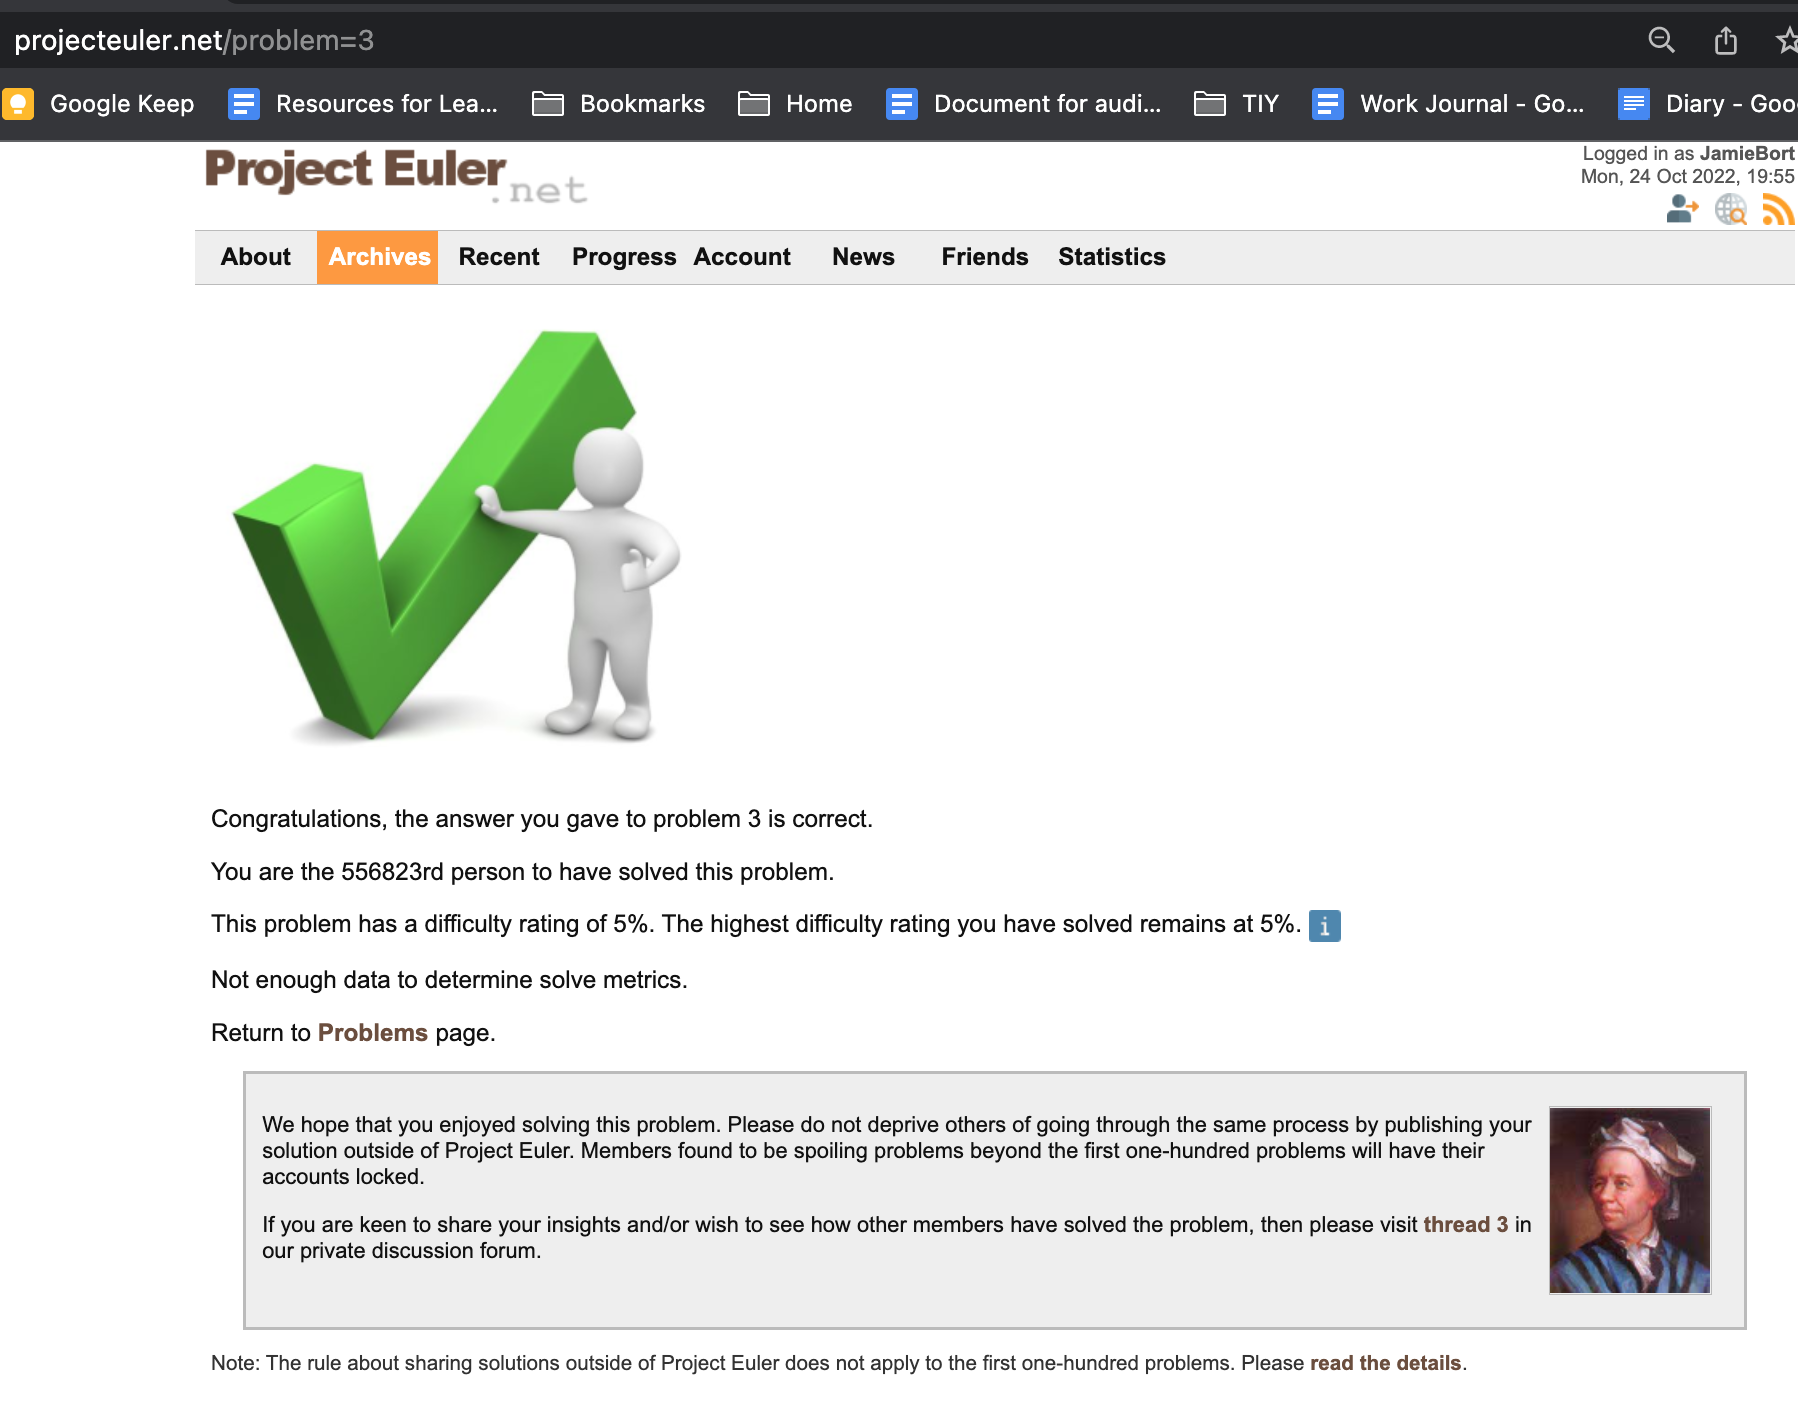 projecteuler.net/problem=3
Google Keep Resources for Lea... Bookmarks Home Document for audi... TIY Work Journal - Go... Diary - Goo
Project Euler.net
Logged in as JamieBort
Mon, 24 Oct 2022, 19:55
About Archives Recent Progress Account News Friends Statistics
Congratulations, the answer you gave to problem 3 is correct.
You are the 556823rd person to have solved this problem.
This problem has a difficulty rating of 5%. The highest difficulty rating you have solved remains at 5%. i
Not enough data to determine solve metrics.
Return to Problems page.
We hope that you enjoyed solving this problem. Please do not deprive others of going through the same process by publishing your
solution outside of Project Euler. Members found to be spoiling problems beyond the first one-hundred problems will have their
accounts locked.
If you are keen to share your insights and/or wish to see how other members have solved the problem, then please visit thread 3 in
our private discussion forum.
Note: The rule about sharing solutions outside of Project Euler does not apply to the first one-hundred problems. Please read the details.